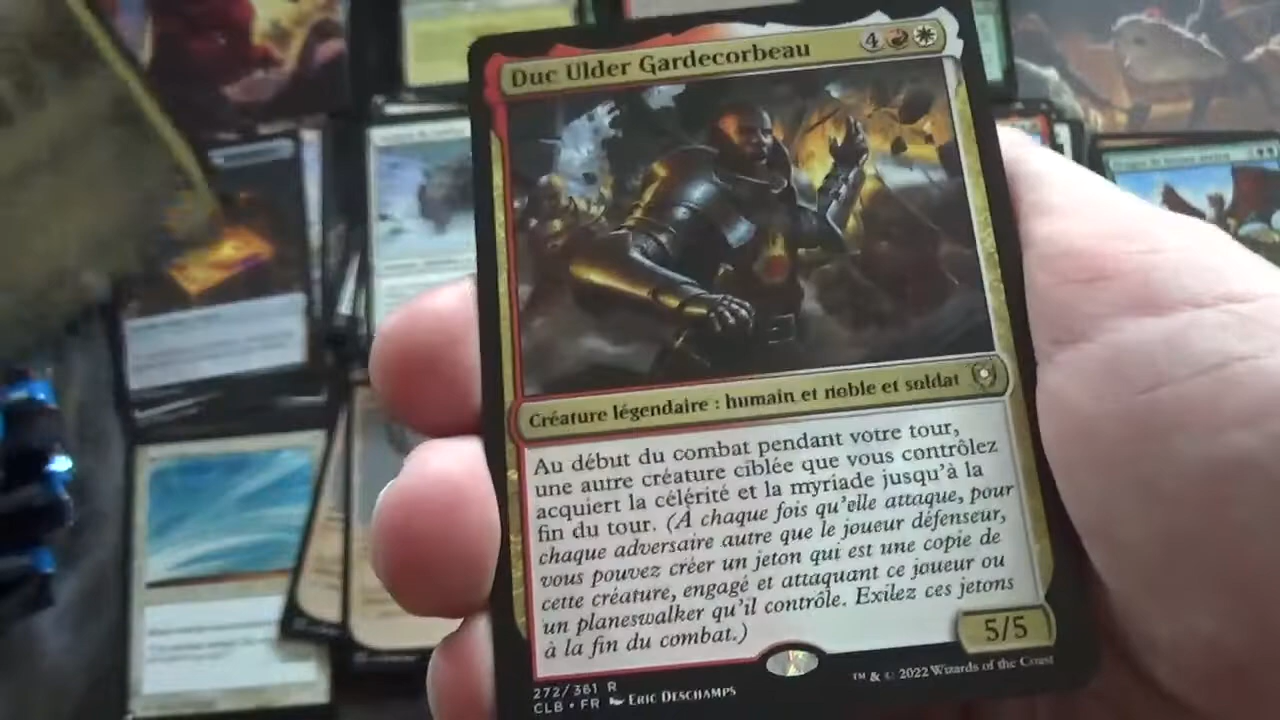 Duc Ulder Gardecorbeau 4
Créature légendaire : humain et noble et soldat
Au début du combat pendant votre tour,
une autre créature ciblée que vous contrôlez
acquiert la célérité et la myriade jusqu'à la
fin du tour. (À chaque fois qu'elle attaque, pour
chaque adversaire autre que le joueur défenseur,
vous pouvez créer un jeton qui est une copie de
cette créature, engagé et attaquant ce joueur ou
un planeswalker qu'il contrôle. Exilez ces jetons
à la fin du combat.)
5/5
272/361 R
CLB • FR Eric Deschamps
™ & © 2022 Wizards of the Coast